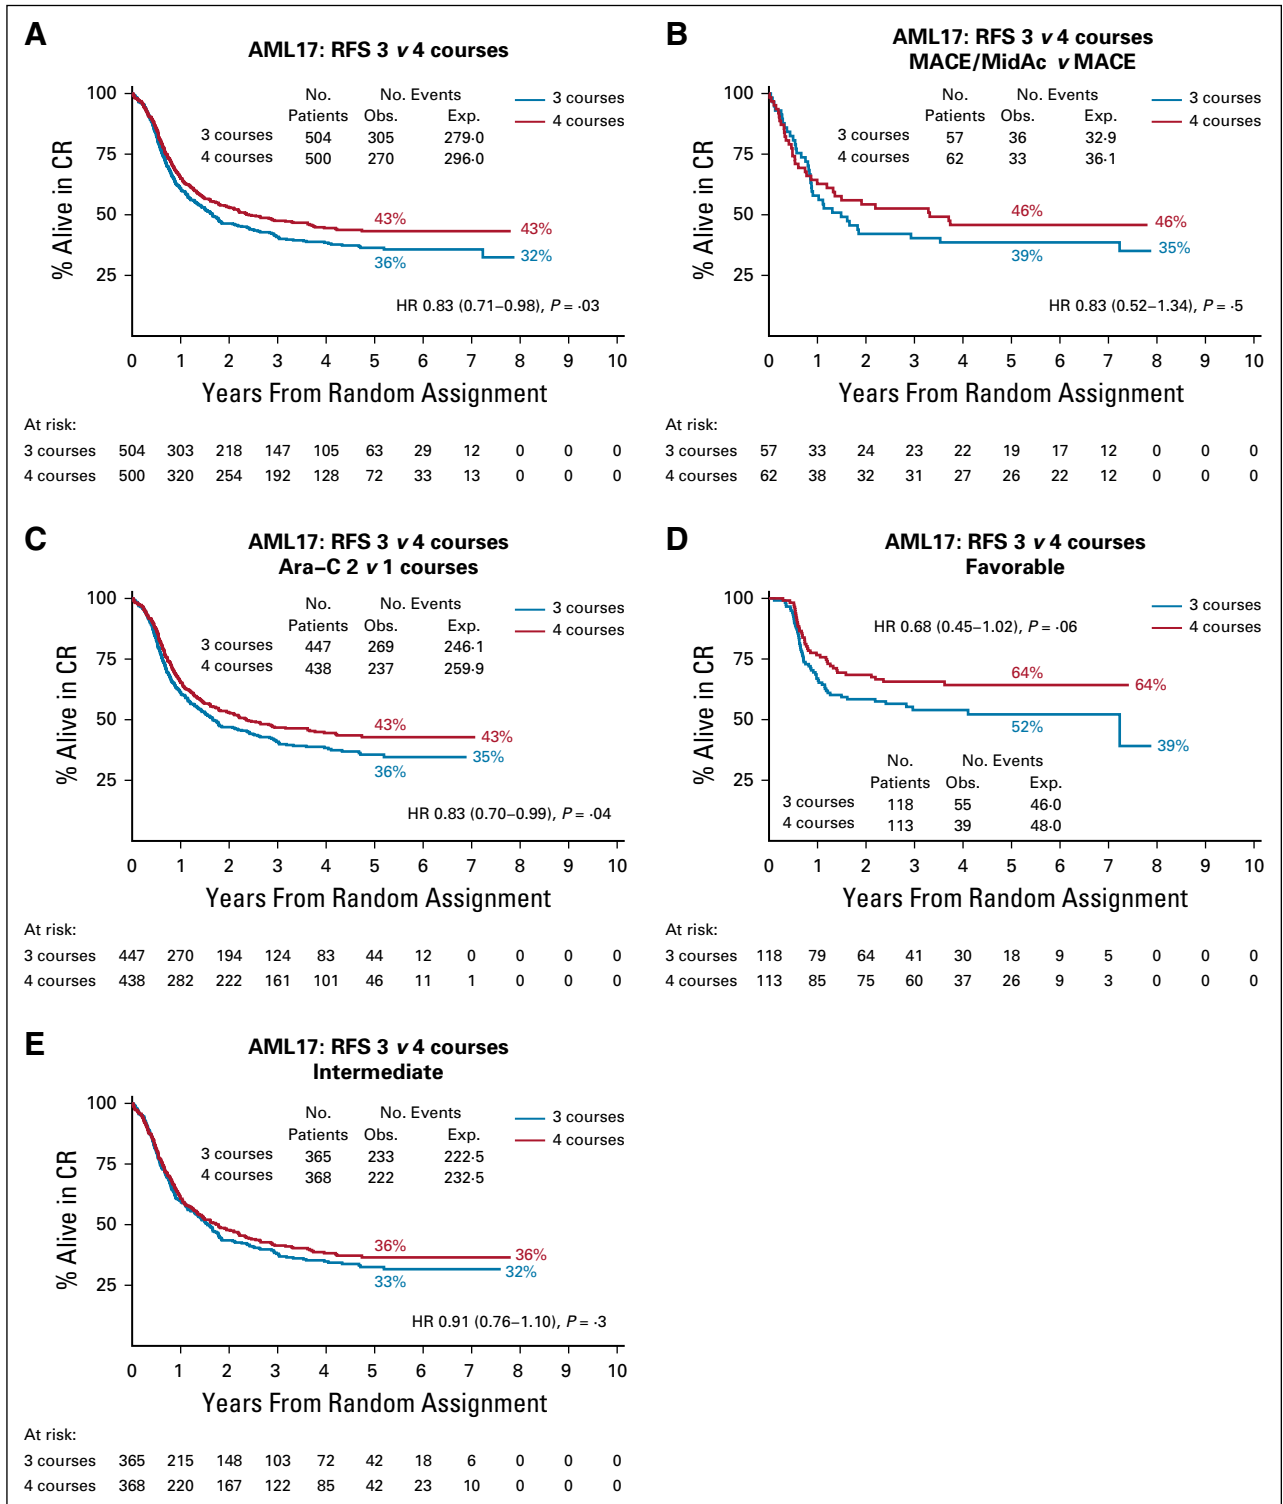 A
AML17: RFS 3 v 4 courses
No. No. Events
Patients Obs. Exp.
3 courses 504 305 279·0
4 courses 500 270 296·0
3 courses
4 courses
% Alive in CR
100
75
50
25
43%
43%
36%
32%
HR 0.83 (0.71–0.98), P = ·03
0 1 2 3 4 5 6 7 8 9 10
Years From Random Assignment
At risk:
3 courses 504 303 218 147 105 63 29 12 0 0 0
4 courses 500 320 254 192 128 72 33 13 0 0 0
B
AML17: RFS 3 v 4 courses
MACE/MidAc v MACE
No. No. Events
Patients Obs. Exp.
3 courses 57 36 32·9
4 courses 62 33 36·1
3 courses
4 courses
% Alive in CR
100
75
50
25
46%
46%
39%
35%
HR 0.83 (0.52–1.34), P = ·5
0 1 2 3 4 5 6 7 8 9 10
Years From Random Assignment
At risk:
3 courses 57 33 24 23 22 19 17 12 0 0 0
4 courses 62 38 32 31 27 26 22 12 0 0 0
C
AML17: RFS 3 v 4 courses
Ara–C 2 v 1 courses
No. No. Events
Patients Obs. Exp.
3 courses 447 269 246·1
4 courses 438 237 259·9
3 courses
4 courses
% Alive in CR
100
75
50
25
43%
43%
36%
35%
HR 0.83 (0.70–0.99), P = ·04
0 1 2 3 4 5 6 7 8 9 10
Years From Random Assignment
At risk:
3 courses 447 270 194 124 83 44 12 0 0 0 0
4 courses 438 282 222 161 101 46 11 1 0 0 0
D
AML17: RFS 3 v 4 courses
Favorable
3 courses
4 courses
HR 0.68 (0.45–1.02), P = ·06
% Alive in CR
100
75
50
25
64%
64%
52%
39%
No. No. Events
Patients Obs. Exp.
3 courses 118 55 46·0
4 courses 113 39 48·0
0 1 2 3 4 5 6 7 8 9 10
Years From Random Assignment
At risk:
3 courses 118 79 64 41 30 18 9 5 0 0 0
4 courses 113 85 75 60 37 26 9 3 0 0 0
E
AML17: RFS 3 v 4 courses
Intermediate
No. No. Events
Patients Obs. Exp.
3 courses 365 233 222·5
4 courses 368 222 232·5
3 courses
4 courses
% Alive in CR
100
75
50
25
36%
36%
33%
32%
HR 0.91 (0.76–1.10), P = ·3
0 1 2 3 4 5 6 7 8 9 10
Years From Random Assignment
At risk:
3 courses 365 215 148 103 72 42 18 6 0 0 0
4 courses 368 220 167 122 85 42 23 10 0 0 0